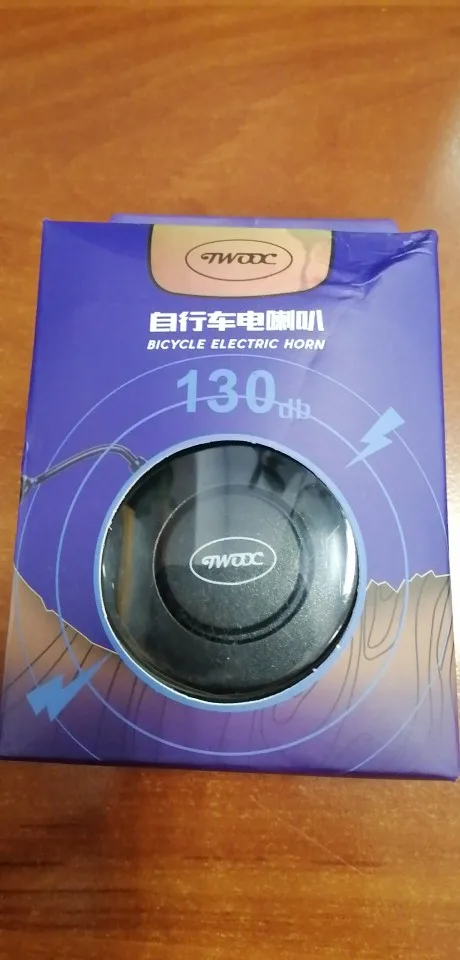 TWOOC
自行车电喇叭
BICYCLE ELECTRIC HORN
130db
TWOOC